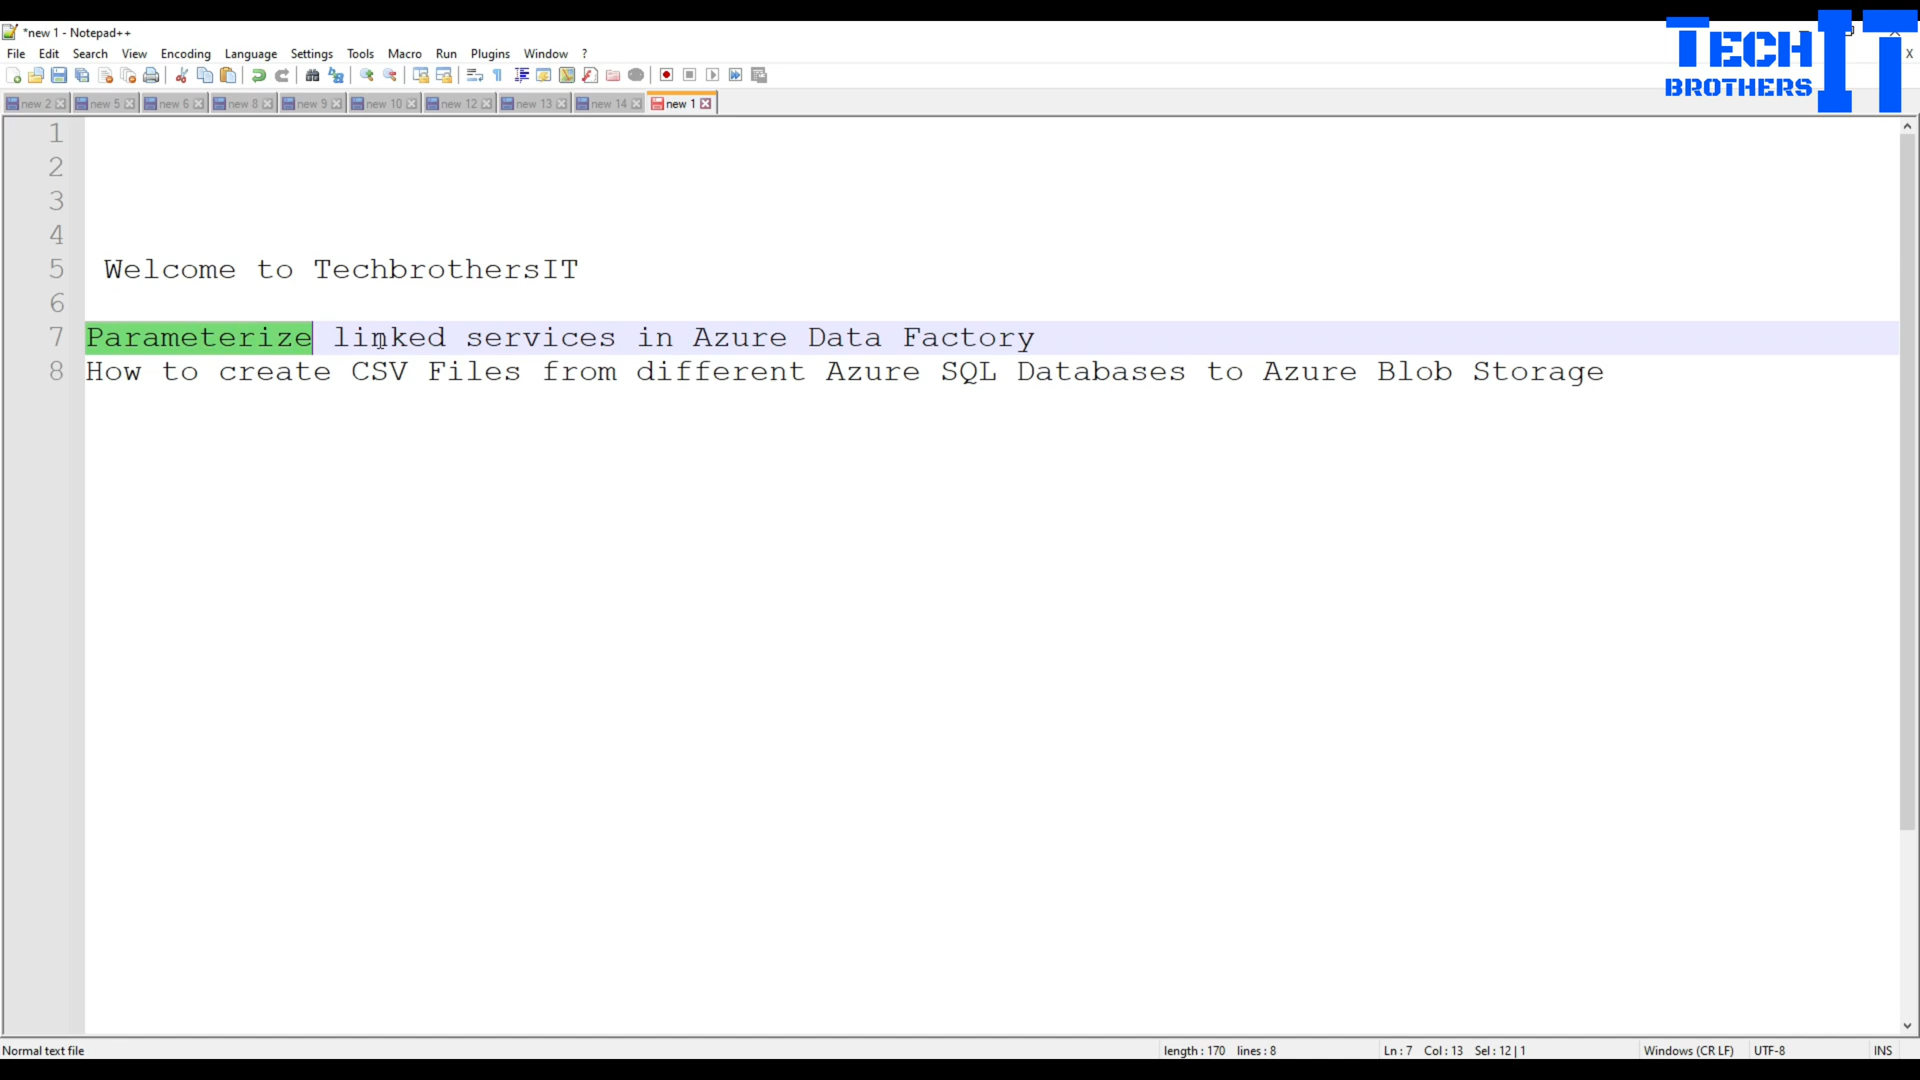 *new 1 - Notepad++
File Edit Search View Encoding Language Settings Tools Macro Run Plugins Window ?
X
TECH
BROTHERS
IT
new 2 new 5 new 6 new 8 new 9 new 10 new 12 new 13 new 14 new 1
1
2
3
4
5 Welcome to TechbrothersIT
6
7 Parameterize linked services in Azure Data Factory
8 How to create CSV Files from different Azure SQL Databases to Azure Blob Storage
Normal text file length : 170 lines : 8 Ln : 7 Col : 13 Sel : 12 | 1 Windows (CR LF) UTF-8 INS